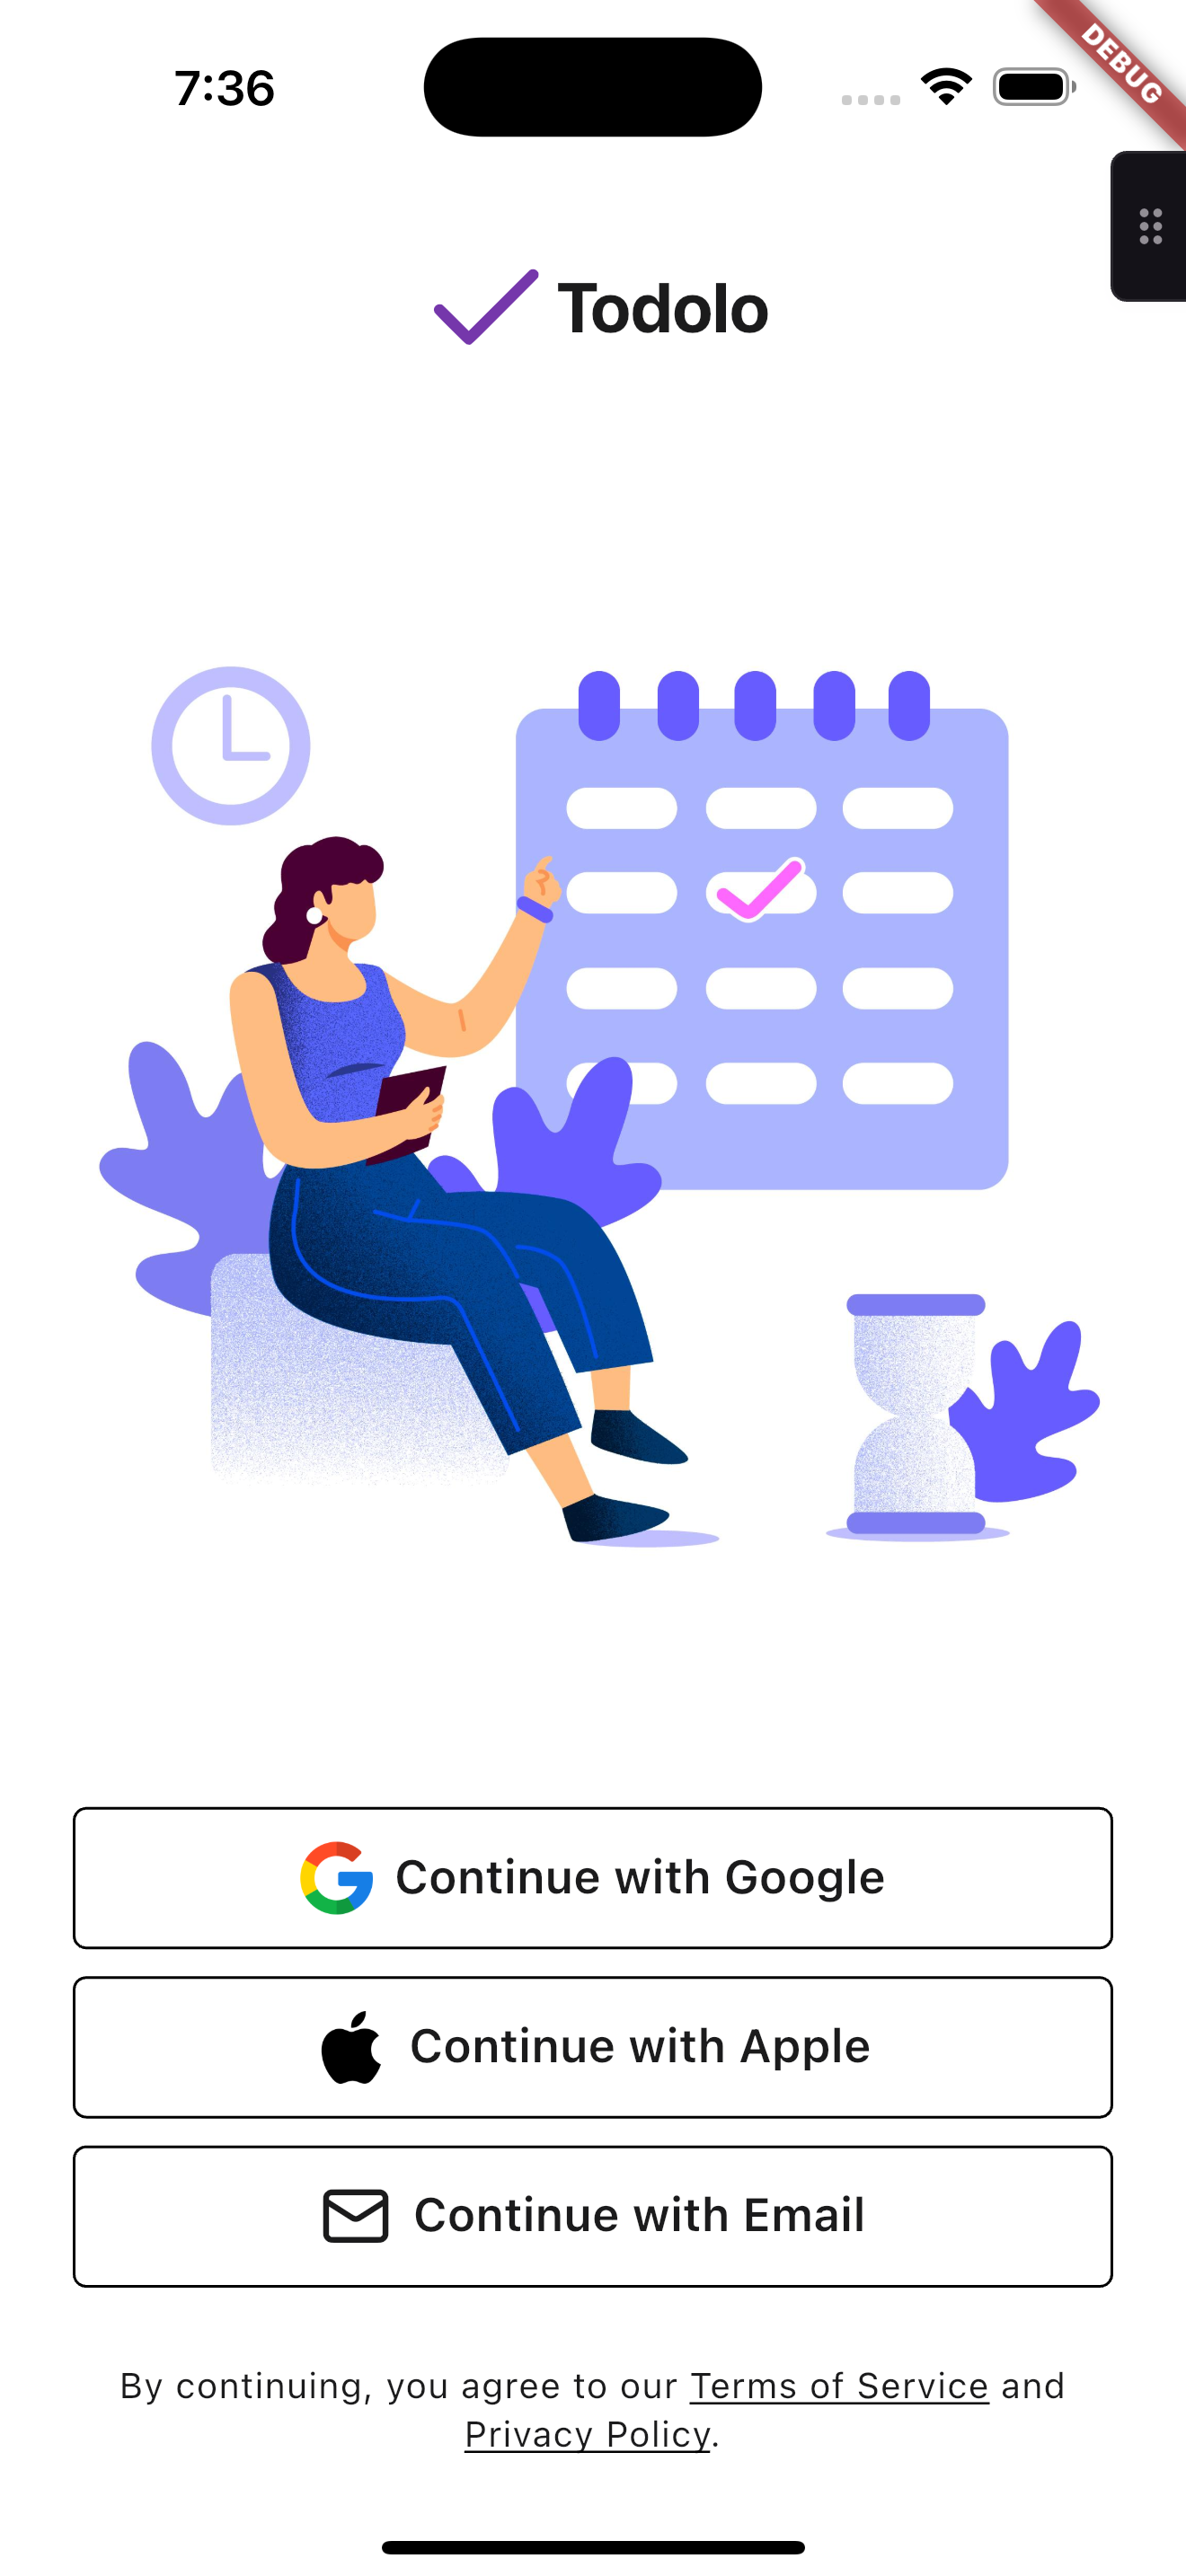 7:36
DEBUG
Todolo
Continue with Google
Continue with Apple
Continue with Email
By continuing, you agree to our Terms of Service and
Privacy Policy.